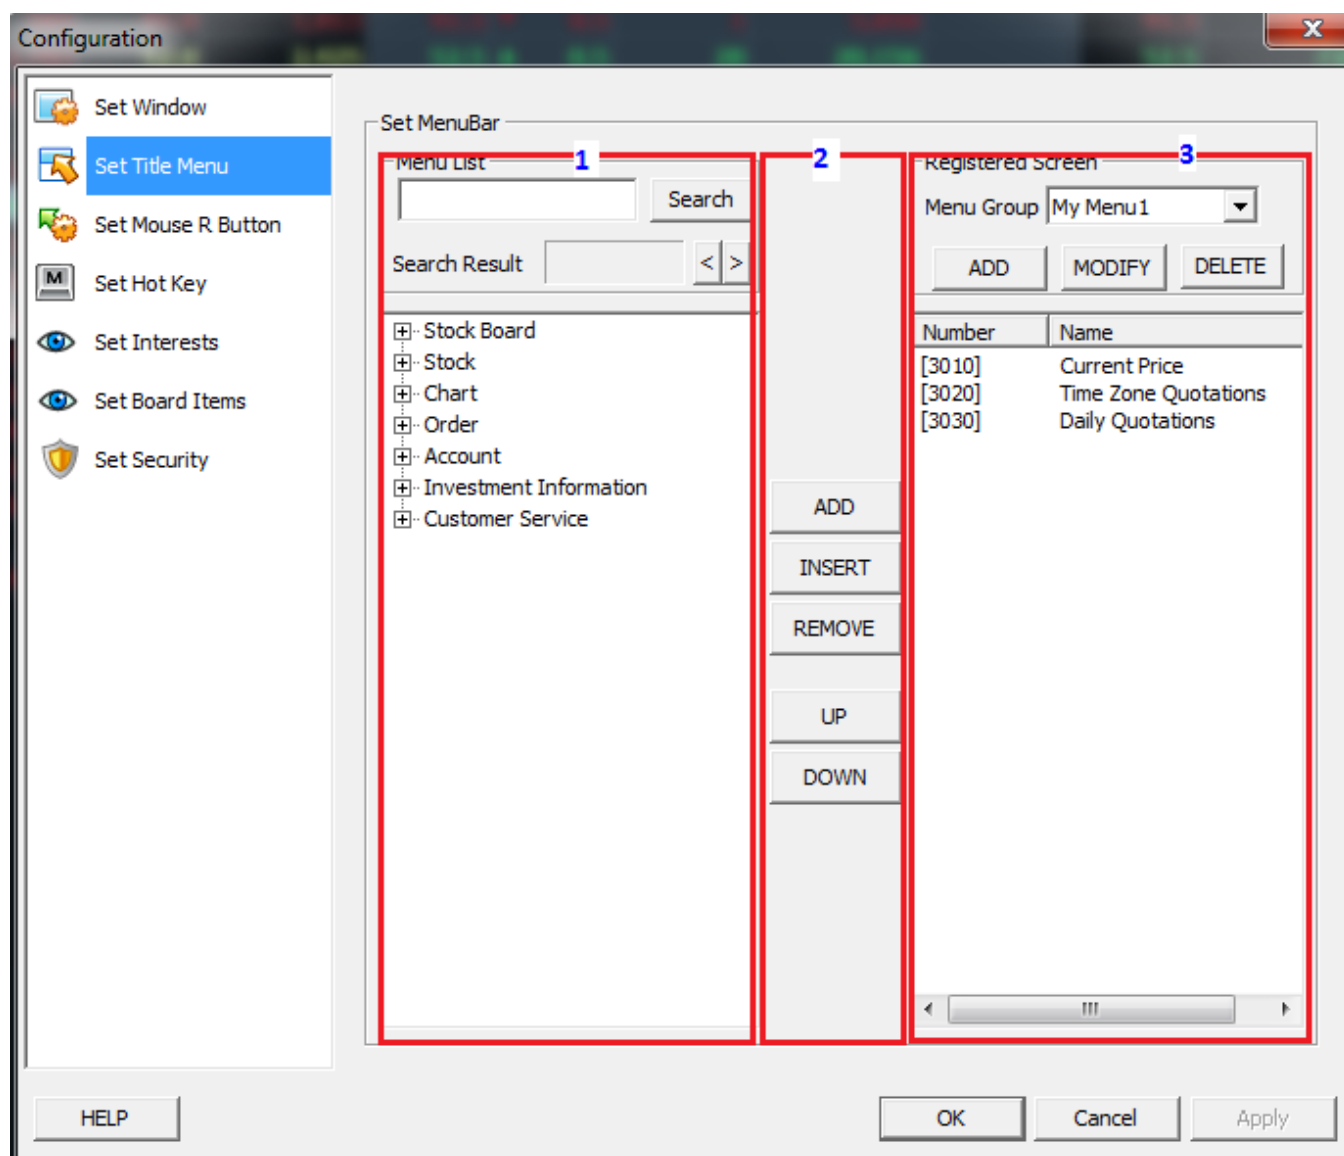 Configuration
Set Window
Set Title Menu
Set Mouse R Button
Set Hot Key
Set Interests
Set Board Items
Set Security
Set MenuBar
1
Menu List
Search
Search Result
< >
Stock Board
Stock
Chart
Order
Account
Investment Information
Customer Service
2
ADD
INSERT
REMOVE
UP
DOWN
3
Registered Screen
Menu Group My Menu1
ADD MODIFY DELETE
Number Name
[3010] Current Price
[3020] Time Zone Quotations
[3030] Daily Quotations
HELP OK Cancel Apply